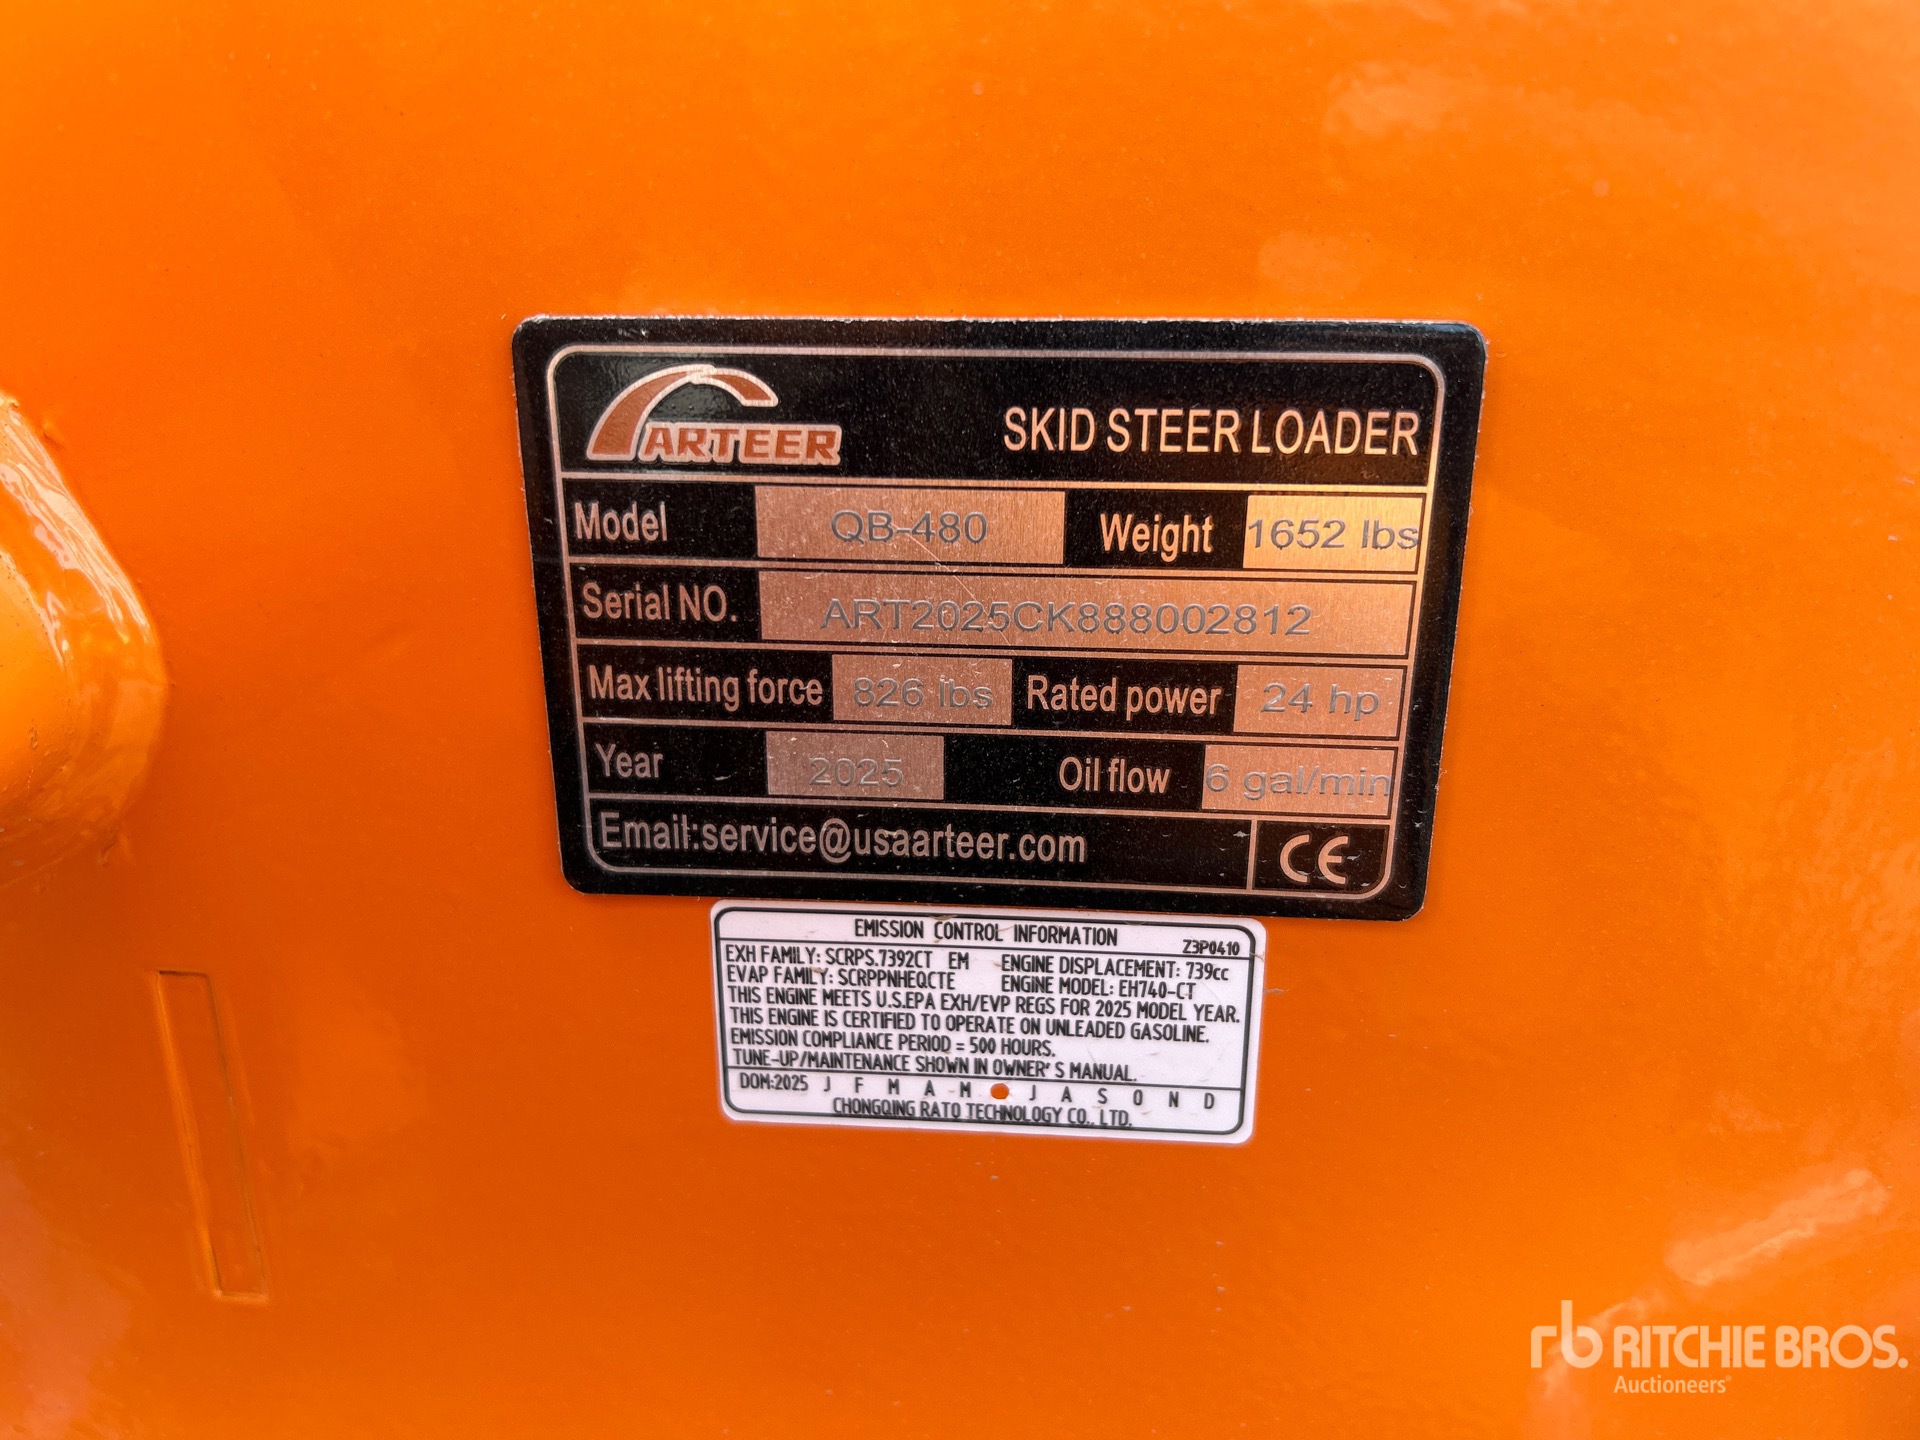 ARTEER
SKID STEER LOADER
Model QB-480 Weight 1652 lbs
Serial NO. ART2025CK888002812
Max lifting force 826 lbs Rated power 24 hp
Year 2025 Oil flow 6 gal/min
Email:service@usaarteer.com CE
EMISSION CONTROL INFORMATION Z3P0410
EXH FAMILY: SCRPS.7392CT EM ENGINE DISPLACEMENT: 739cc
EVAP FAMILY: SCRPPNHEQCTE ENGINE MODEL: EH740-CT
THIS ENGINE MEETS U.S.EPA EXH/EVP REGS FOR 2025 MODEL YEAR.
THIS ENGINE IS CERTIFIED TO OPERATE ON UNLEADED GASOLINE.
EMISSION COMPLIANCE PERIOD = 500 HOURS.
TUNE-UP/MAINTENANCE SHOWN IN OWNER'S MANUAL.
DOM:2025 J F M A M J A S O N D
CHONGQING RATO TECHNOLOGY CO., LTD.
rb RITCHIE BROS.
Auctioneers